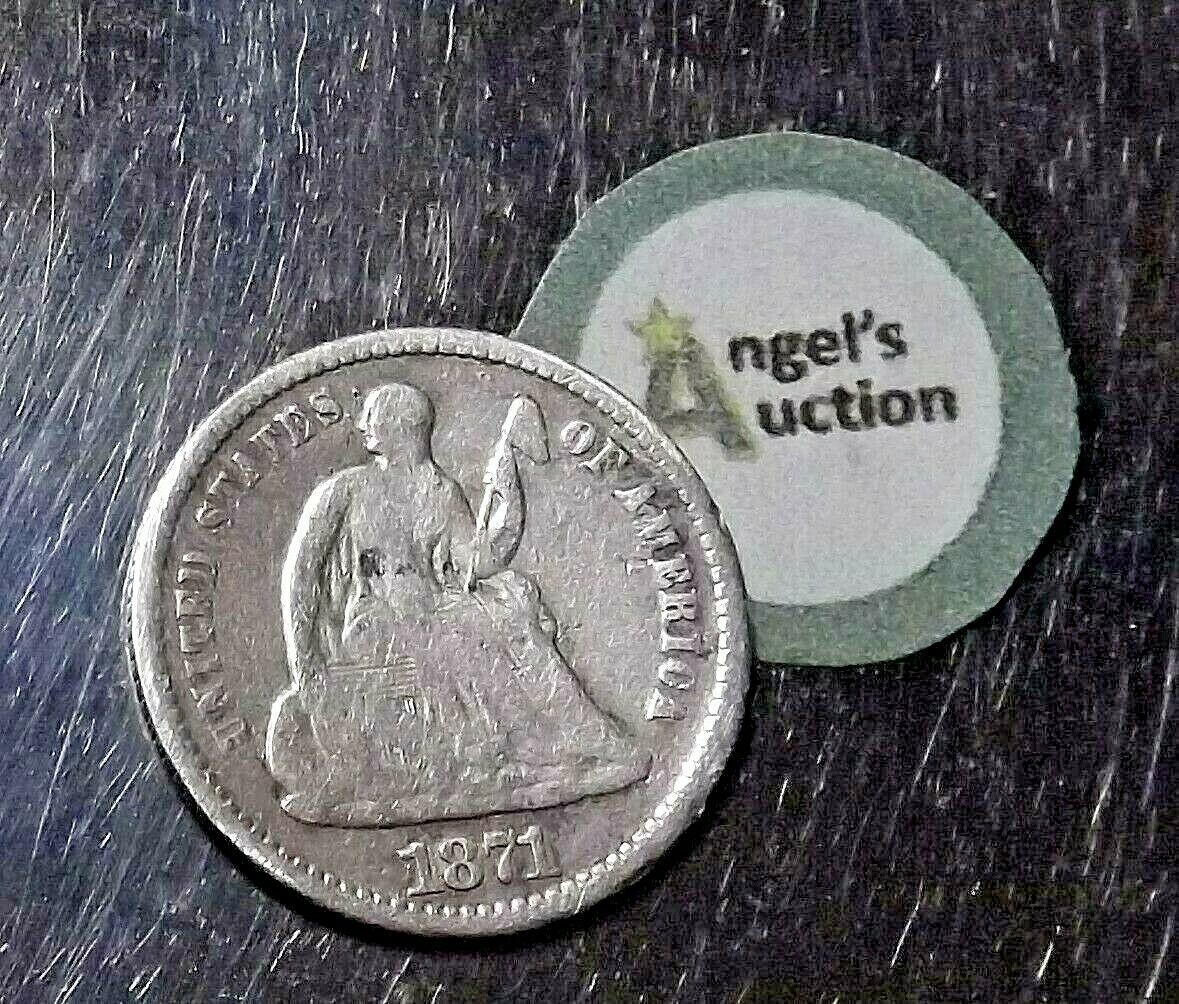 UNITED STATES OF AMERICA
1871
Angel's
Auction